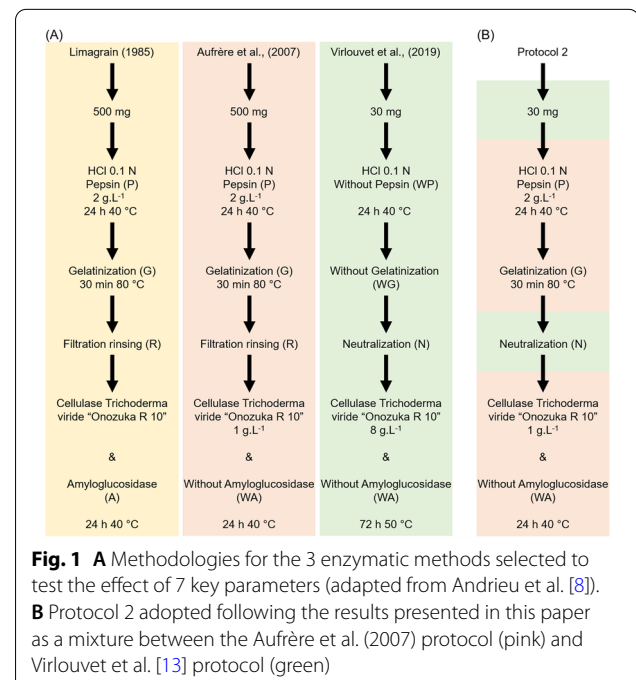 (A)
Limagrain (1985)
500 mg
HCl 0.1 N
Pepsin (P)
2 g.L⁻¹
24 h 40 °C
Gelatinization (G)
30 min 80 °C
Filtration rinsing (R)
Cellulase Trichoderma
viride “Onozuka R 10”
&
Amyloglucosidase
(A)
24 h 40 °C
Aufrère et al., (2007)
500 mg
HCl 0.1 N
Pepsin (P)
2 g.L⁻¹
24 h 40 °C
Gelatinization (G)
30 min 80 °C
Filtration rinsing (R)
Cellulase Trichoderma
viride “Onozuka R 10”
1 g.L⁻¹
&
Without Amyloglucosidase
(WA)
24 h 40 °C
Virlouvet et al., (2019)
30 mg
HCl 0.1 N
Without Pepsin (WP)
24 h 40 °C
Without Gelatinization
(WG)
Neutralization (N)
Cellulase Trichoderma
viride “Onozuka R 10”
8 g.L⁻¹
&
Without Amyloglucosidase
(WA)
72 h 50 °C
(B)
Protocol 2
30 mg
HCl 0.1 N
Pepsin (P)
2 g.L⁻¹
24 h 40 °C
Gelatinization (G)
30 min 80 °C
Neutralization (N)
Cellulase Trichoderma
viride “Onozuka R 10”
1 g.L⁻¹
&
Without Amyloglucosidase
(WA)
24 h 40 °C
Fig. 1 A Methodologies for the 3 enzymatic methods selected to
test the effect of 7 key parameters (adapted from Andrieu et al. [8]).
B Protocol 2 adopted following the results presented in this paper
as a mixture between the Aufrère et al. (2007) protocol (pink) and
Virlouvet et al. [13] protocol (green)